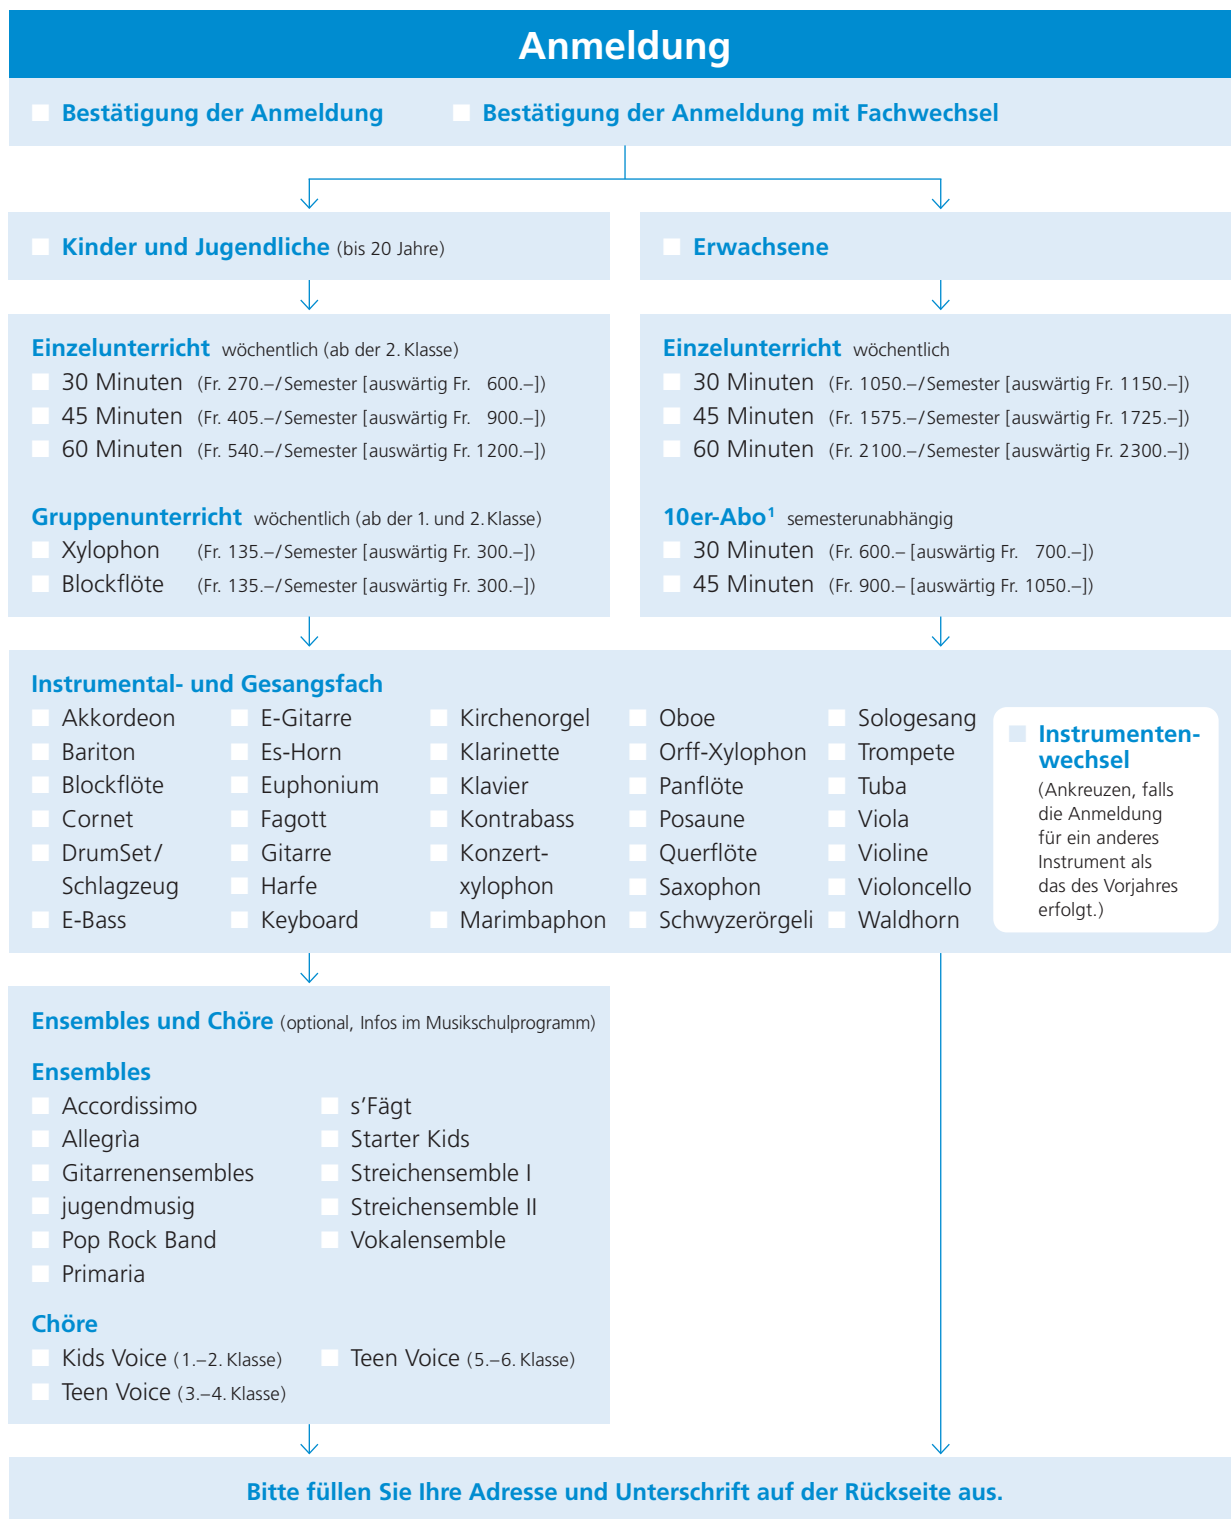 Anmeldung
Bestätigung der Anmeldung
Bestätigung der Anmeldung mit Fachwechsel
Kinder und Jugendliche (bis 20 Jahre)
Einzelunterricht wöchentlich (ab der 2. Klasse)
30 Minuten (Fr. 270.–/Semester [auswärtig Fr. 600.–])
45 Minuten (Fr. 405.–/Semester [auswärtig Fr. 900.–])
60 Minuten (Fr. 540.–/Semester [auswärtig Fr. 1200.–])
Gruppenunterricht wöchentlich (ab der 1. und 2. Klasse)
Xylophon (Fr. 135.–/Semester [auswärtig Fr. 300.–])
Blockflöte (Fr. 135.–/Semester [auswärtig Fr. 300.–])
Erwachsene
Einzelunterricht wöchentlich
30 Minuten (Fr. 1050.–/Semester [auswärtig Fr. 1150.–])
45 Minuten (Fr. 1575.–/Semester [auswärtig Fr. 1725.–])
60 Minuten (Fr. 2100.–/Semester [auswärtig Fr. 2300.–])
10er-Abo¹ semesterunabhängig
30 Minuten (Fr. 600.– [auswärtig Fr. 700.–])
45 Minuten (Fr. 900.– [auswärtig Fr. 1050.–])
Instrumental- und Gesangsfach
Akkordeon
Bariton
Blockflöte
Cornet
DrumSet/
Schlagzeug
E-Bass
E-Gitarre
Es-Horn
Euphonium
Fagott
Gitarre
Harfe
Keyboard
Kirchenorgel
Klarinette
Klavier
Kontrabass
Konzert-
xylophon
Marimbaphon
Oboe
Orff-Xylophon
Panflöte
Posaune
Querflöte
Saxophon
Schwyzerörgeli
Sologesang
Trompete
Tuba
Viola
Violine
Violoncello
Waldhorn
Instrumenten-
wechsel
(Ankreuzen, falls
die Anmeldung
für ein anderes
Instrument als
das des Vorjahres
erfolgt.)
Ensembles und Chöre (optional, Infos im Musikschulprogramm)
Ensembles
Accordissimo
Allegrìa
Gitarrenensembles
jugendmusig
Pop Rock Band
Primaria
s’Fägt
Starter Kids
Streichensemble I
Streichensemble II
Vokalensemble
Chöre
Kids Voice (1.–2. Klasse)
Teen Voice (3.–4. Klasse)
Teen Voice (5.–6. Klasse)
Bitte füllen Sie Ihre Adresse und Unterschrift auf der Rückseite aus.